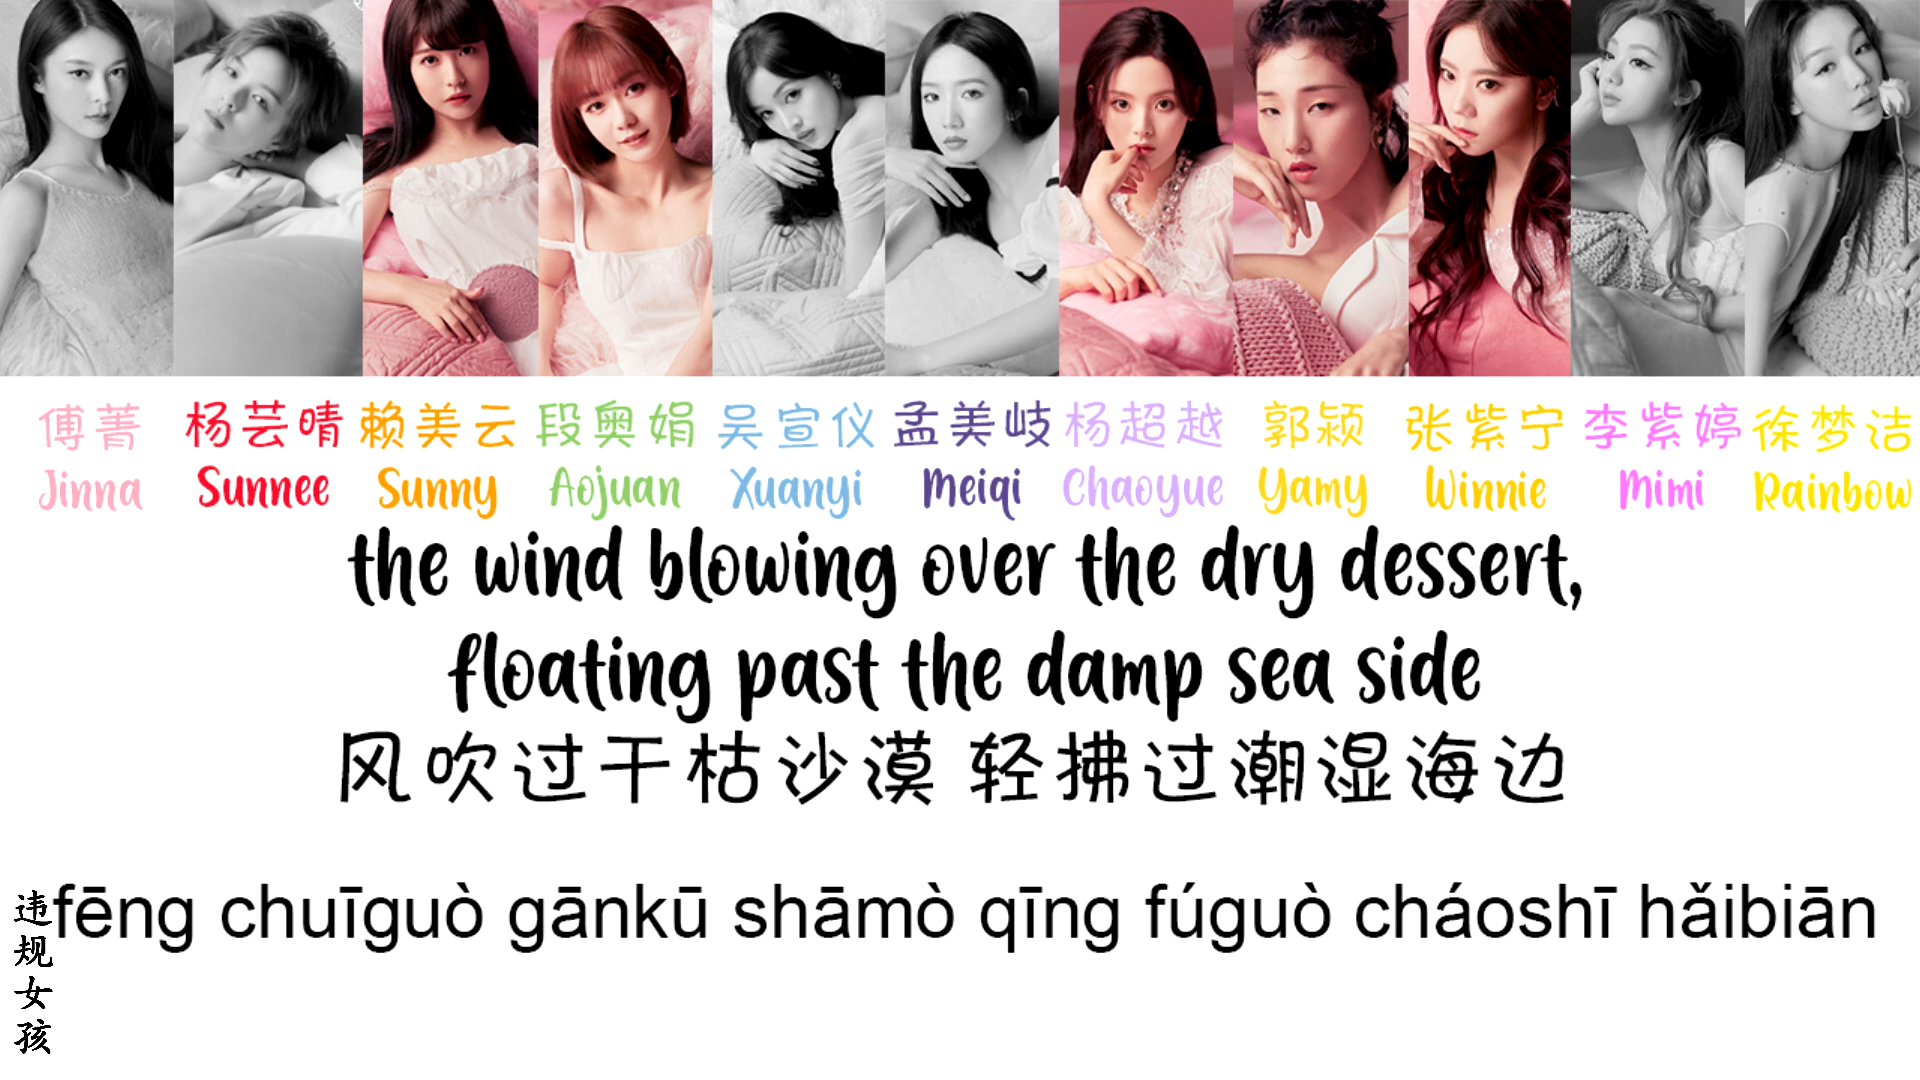 傅菁 杨芸晴 赖美云 段奥娟 吴宣仪 孟美岐 杨超越 郭颍 张紫宁 李紫婷 徐梦洁
Jinna Sunnee Sunny Aojuan Xuanyi Meiqi Chaoyue Yamy Winnie Mimi Rainbow
the wind blowing over the dry dessert,
floating past the damp sea side
风吹过干枯沙漠 轻拂过潮湿海边
fēng chuīguò gānkū shāmò qīng fúguò cháoshī hǎibiān
违规女孩